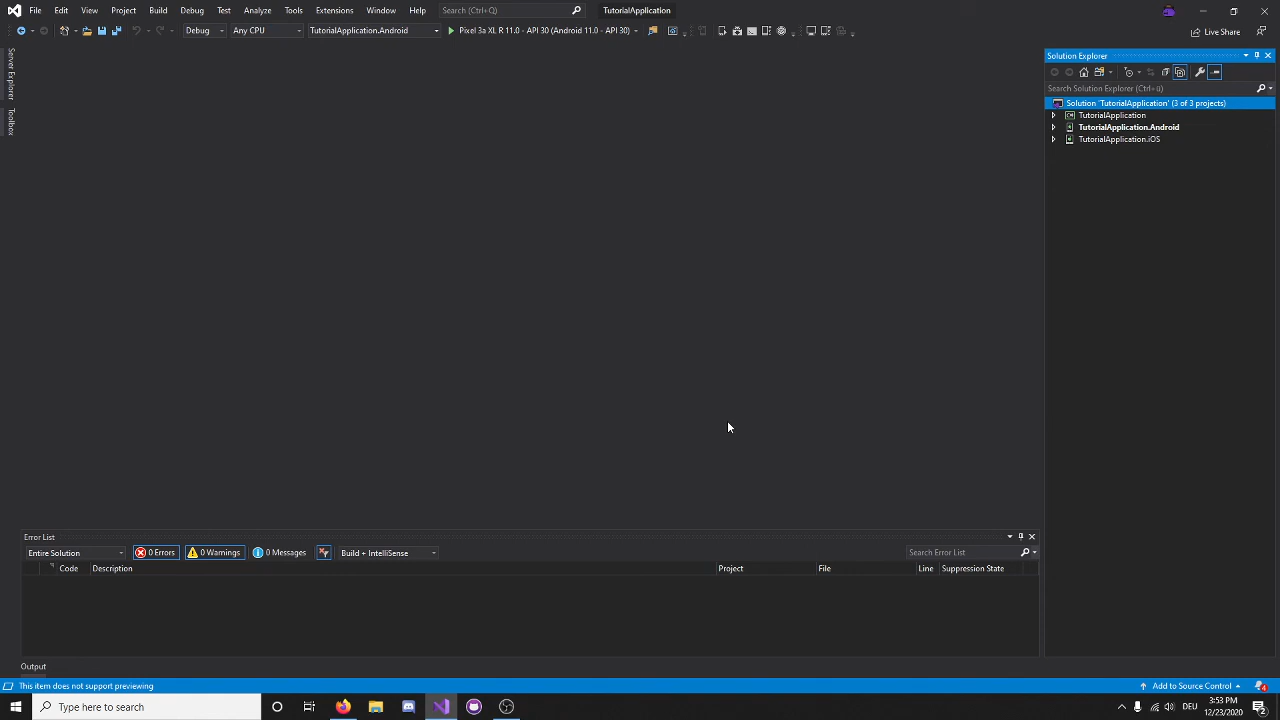 File Edit View Project Build Debug Test Analyze Tools Extensions Window Help Search (Ctrl+Q) TutorialApplication
Debug Any CPU TutorialApplication.Android Pixel 3a XL R 11.0 - API 30 (Android 11.0 - API 30) Live Share
Server Explorer
Toolbox
Solution Explorer
Search Solution Explorer (Ctrl+ü)
Solution 'TutorialApplication' (3 of 3 projects)
TutorialApplication
TutorialApplication.Android
TutorialApplication.iOS
Error List
Entire Solution 0 Errors 0 Warnings 0 Messages Build + IntelliSense Search Error List
Code Description Project File Line Suppression State
Output
This item does not support previewing Add to Source Control 4
Type here to search DEU 3:53 PM
12/23/2020 2